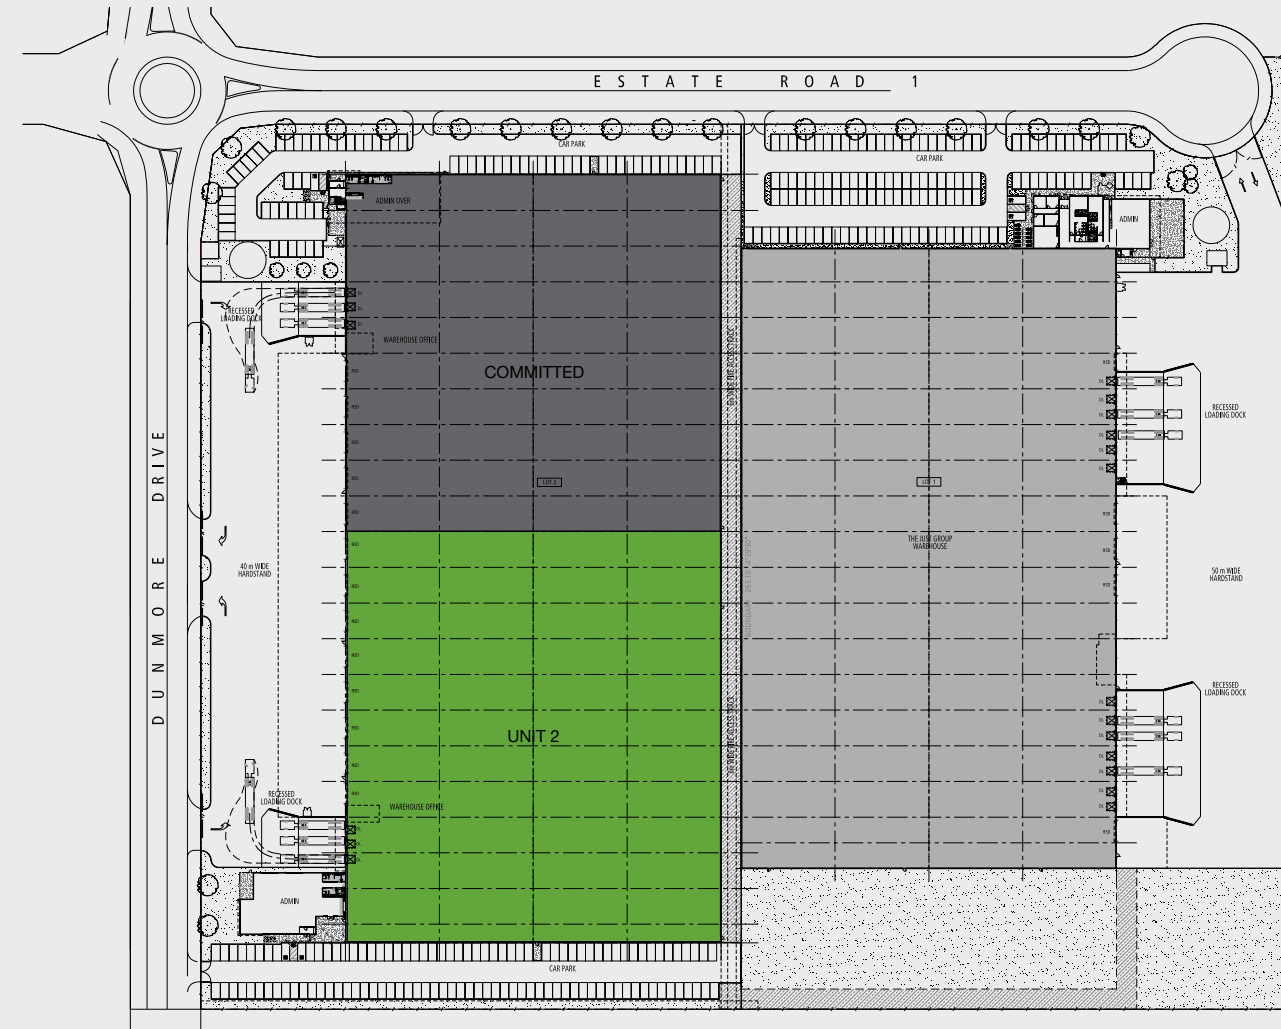 ESTATE ROAD 1
CAR PARK
CAR PARK
ADMIN OVER
ADMIN
RECESSED
LOADING DOCK
WAREHOUSE OFFICE
COMMITTED
RECESSED
LOADING DOCK
DUNMORE DRIVE
LOT 2
LOT 1
THE JUST GROUP
WAREHOUSE
40 m WIDE
HARDSTAND
50 m WIDE
HARDSTAND
RECESSED
LOADING DOCK
UNIT 2
RECESSED
LOADING DOCK
WAREHOUSE OFFICE
ADMIN
CAR PARK